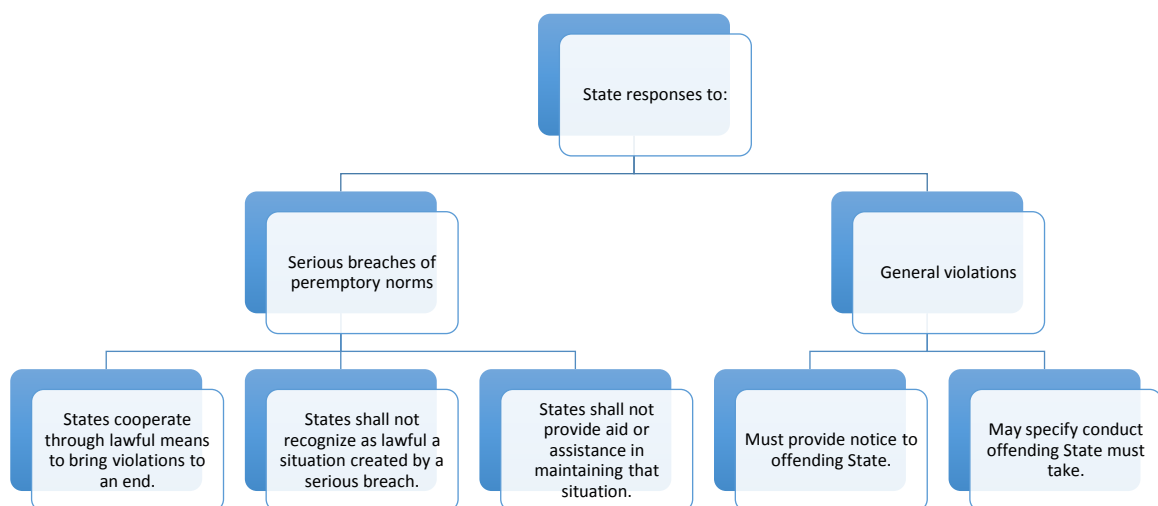 State responses to:
Serious breaches of
peremptory norms
General violations
States cooperate
through lawful means
to bring violations to
an end.
States shall not
recognize as lawful a
situation created by a
serious breach.
States shall not
provide aid or
assistance in
maintaining that
situation.
Must provide notice to
offending State.
May specify conduct
offending State must
take.